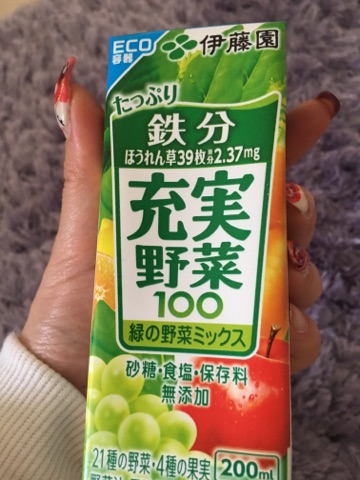 ECO
容器
伊藤園
たっぷり
鉄分
ほうれん草39枚
2.37mg
充実
野菜
100
緑の野菜ミックス
砂糖・食塩・保存料
無添加
21種の野菜・4種の果実
200ml